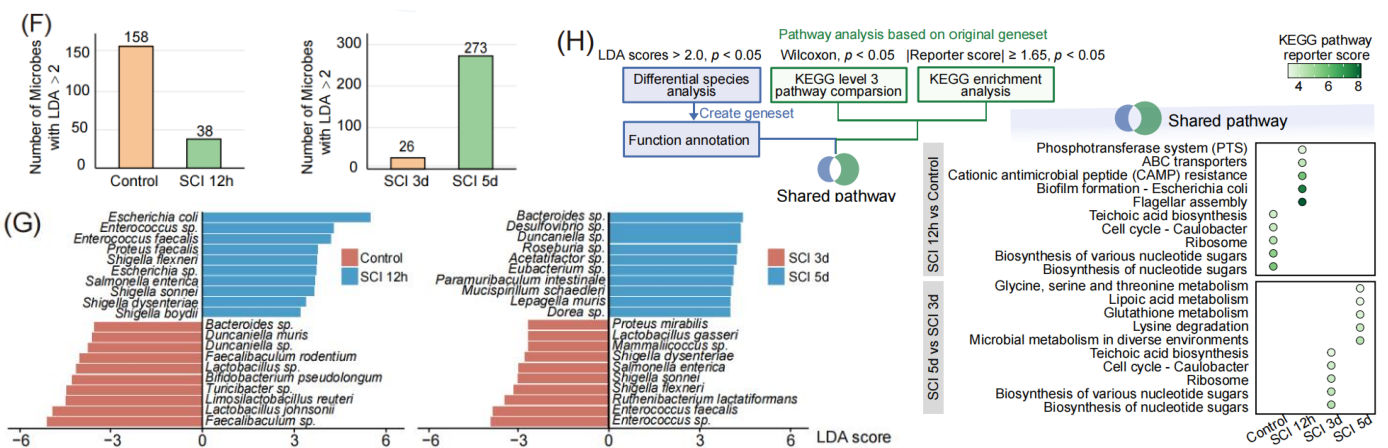 (F)
Number of Microbes
with LDA > 2
150
100
50
0
158
38
Control
SCI 12h
Number of Microbes
with LDA > 2
300
200
100
0
26
273
SCI 3d
SCI 5d
(G)
Escherichia coli
Enterococcus sp.
Enterococcus faecalis
Proteus faecalis
Shigella flexneri
Escherichia sp.
Salmonella enterica
Shigella sonnei
Shigella dysenteriae
Shigella boydii
Control
SCI 12h
Bacteroides sp.
Duncaniella muris
Duncaniella sp.
Faecalibaculum rodentium
Lactobacillus sp.
Bifidobacterium pseudolongum
Turicibacter sp.
Limosilactobacillus reuteri
Lactobacillus johnsonii
Faecalibaculum sp.
−6
−3
0
3
6
Bacteroides sp.
Desulfovibrio sp.
Duncaniella sp.
Roseburia sp.
Acetatifactor sp.
Eubacterium sp.
Paramuribaculum intestinale
Mucispirillum schaedleri
Lepagella muris
Dorea sp.
SCI 3d
SCI 5d
Proteus mirabilis
Lactobacillus gasseri
Mammaliicoccus sp.
Shigella dysenteriae
Salmonella enterica
Shigella sonnei
Shigella flexneri
Ruthenibacterium lactatiformans
Enterococcus faecalis
Enterococcus sp.
−6
−3
0
3
6
LDA score
(H)
Pathway analysis based on original geneset
LDA scores > 2.0, p < 0.05
Wilcoxon, p < 0.05
|Reporter score| ≥ 1.65, p < 0.05
Differential species
analysis
KEGG level 3
pathway comparsion
KEGG enrichment
analysis
Create geneset
Function annotation
Shared pathway
KEGG pathway
reporter score
4 6 8
Shared pathway
SCI 12h vs Control
Phosphotransferase system (PTS)
ABC transporters
Cationic antimicrobial peptide (CAMP) resistance
Biofilm formation - Escherichia coli
Flagellar assembly
Teichoic acid biosynthesis
Cell cycle - Caulobacter
Ribosome
Biosynthesis of various nucleotide sugars
Biosynthesis of nucleotide sugars
SCI 5d vs SCI 3d
Glycine, serine and threonine metabolism
Lipoic acid metabolism
Glutathione metabolism
Lysine degradation
Microbial metabolism in diverse environments
Teichoic acid biosynthesis
Cell cycle - Caulobacter
Ribosome
Biosynthesis of various nucleotide sugars
Biosynthesis of nucleotide sugars
Control
SCI 12h
SCI 3d
SCI 5d